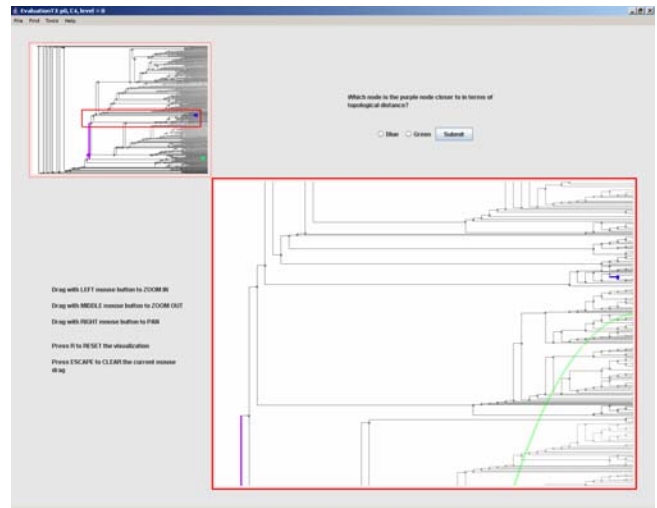 EvaluationT3: p0, C4, level = 0
File Find Tools Help
Which node is the purple node closer to in terms of
topological distance?
Blue Green Submit
Drag with LEFT mouse button to ZOOM IN
Drag with MIDDLE mouse button to ZOOM OUT
Drag with RIGHT mouse button to PAN
Press R to RESET the visualization
Press ESCAPE to CLEAR the current mouse
drag